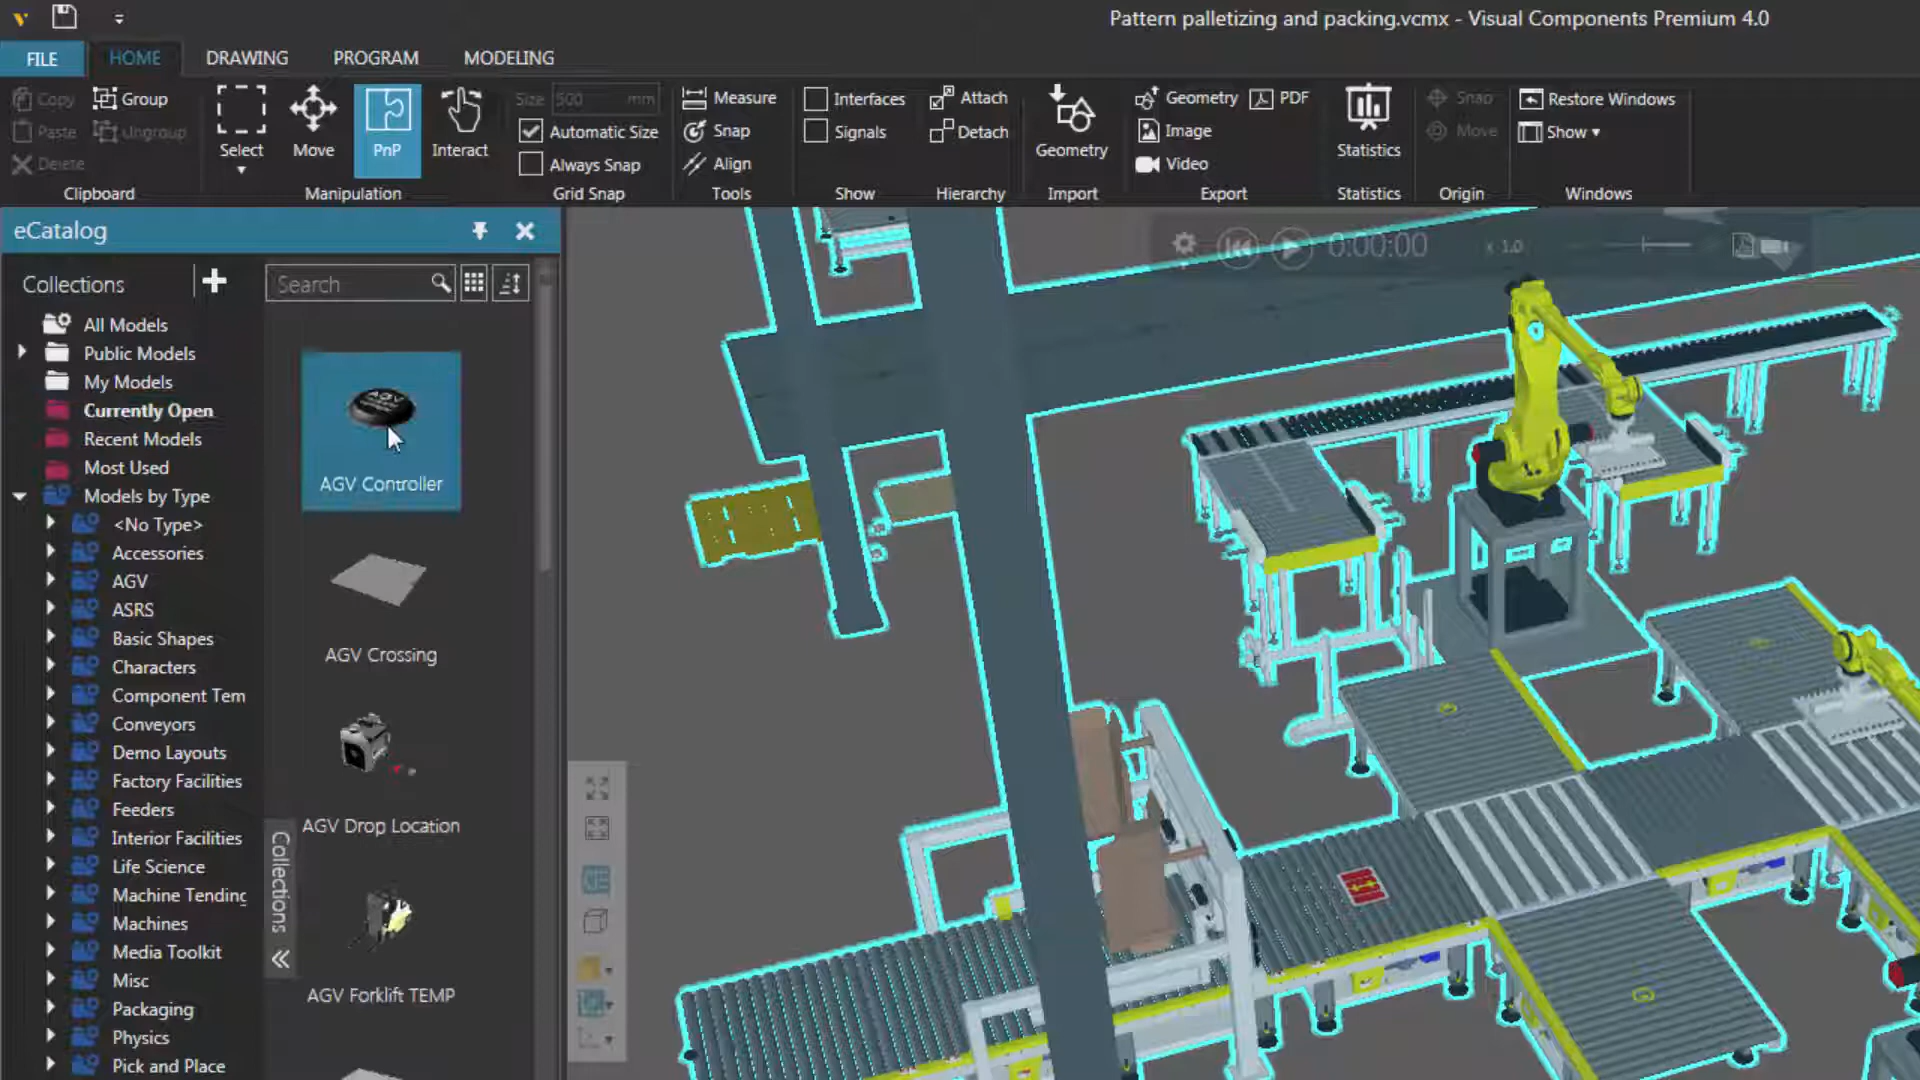 Pattern palletizing and packing.vcmx - Visual Components Premium 4.0
FILE HOME DRAWING PROGRAM MODELING
Copy Group
Paste Ungroup
Delete
Clipboard
Select Move PnP Interact
Manipulation
Size 500 mm
Automatic Size
Always Snap
Grid Snap
Measure
Snap
Align
Tools
Interfaces
Signals
Show
Attach
Detach
Hierarchy
Geometry
Import
Geometry PDF
Image
Video
Export
Statistics
Statistics
Snap
Move
Origin
Restore Windows
Show
Windows
eCatalog
Collections
Search
All Models
Public Models
My Models
Currently Open
Recent Models
Most Used
Models by Type
<No Type>
Accessories
AGV
ASRS
Basic Shapes
Characters
Component Tem
Conveyors
Demo Layouts
Factory Facilities
Feeders
Interior Facilities
Life Science
Machine Tending
Machines
Media Toolkit
Misc
Packaging
Physics
Pick and Place
Collections
AGV
AGV Controller
AGV Crossing
AGV Drop Location
AGV Forklift TEMP
0:00:00
x 1.0